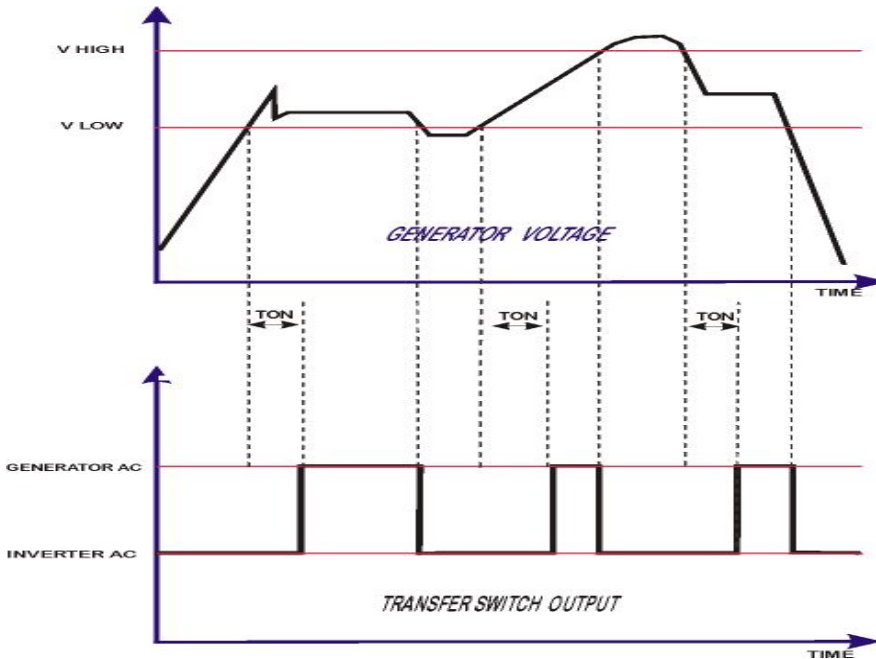 V HIGH
V LOW
GENERATOR VOLTAGE
TIME
TON
TON
TON
GENERATOR AC
INVERTER AC
TRANSFER SWITCH OUTPUT
TIME